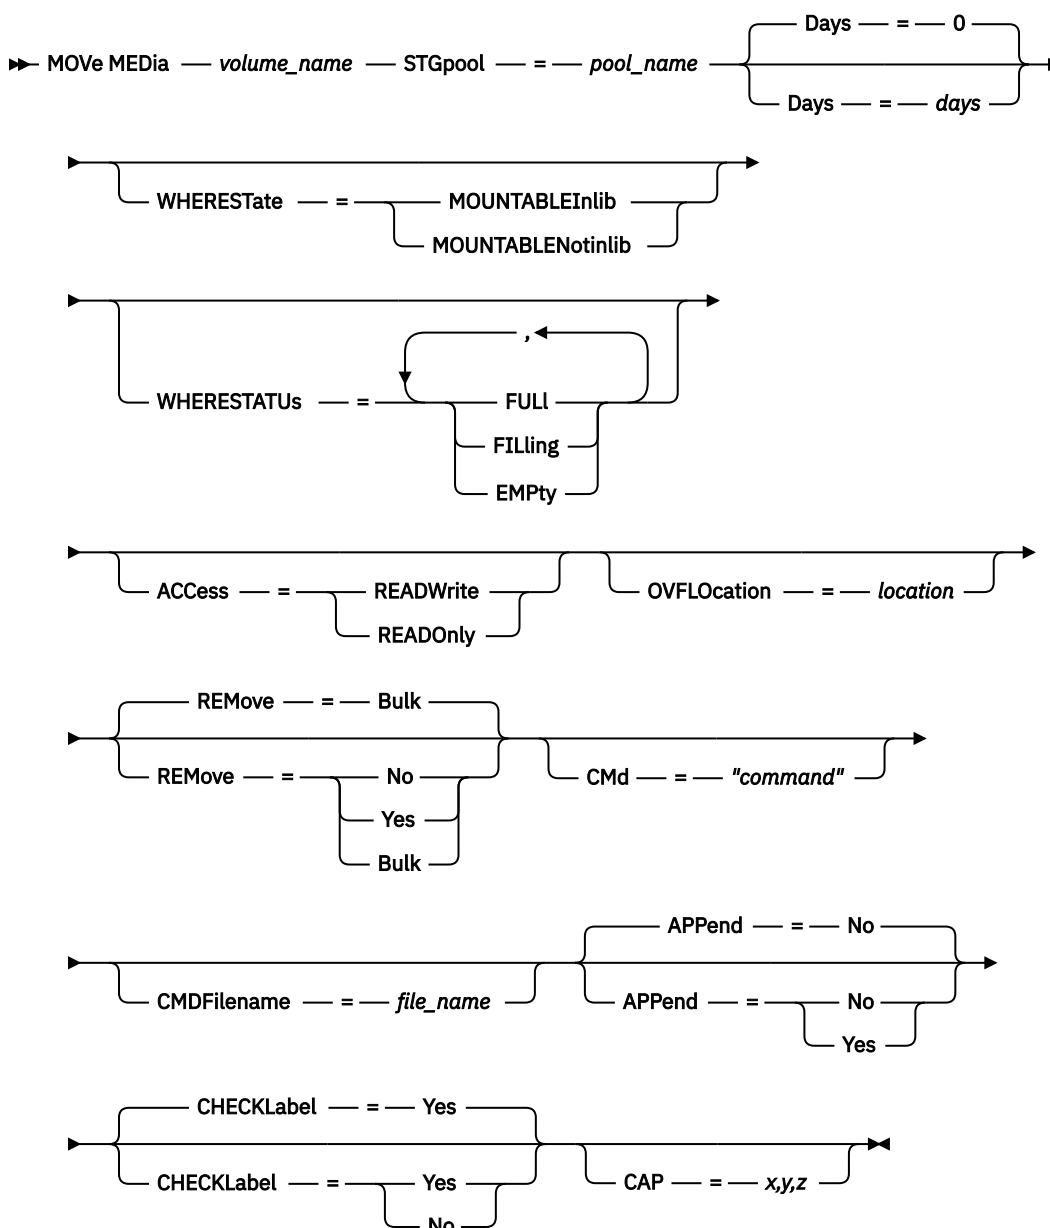 Days = 0
MOVe MEDia volume_name STGpool = pool_name
Days = days
WHERESTate = MOUNTABLEInlib
MOUNTABLENotinlib
,
WHERESTATUs = FULl
FILling
EMPty
ACCess = READWrite OVFLOcation = location
READOnly
REMove = Bulk
REMove = No CMd = "command"
Yes
Bulk
APPend = No
CMDFilename = file_name APPend = No
Yes
CHECKLabel = Yes
CHECKLabel = Yes CAP = x,y,z
No